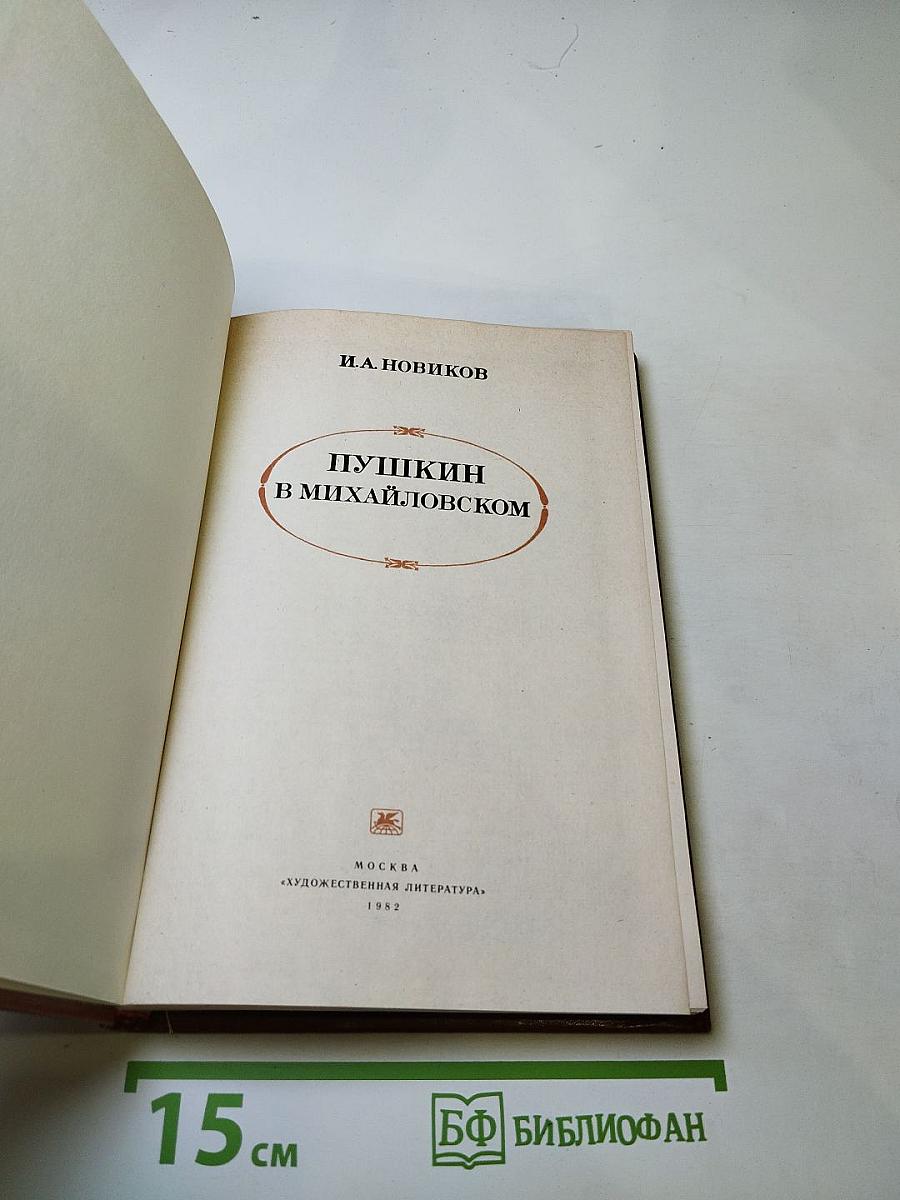 И.А. НОВИКОВ
ПУШКИН
В МИХАЙЛОВСКОМ
МОСКВА
«ХУДОЖЕСТВЕННАЯ ЛИТЕРАТУРА»
1982
15 см
БФ БИБЛИОФАН